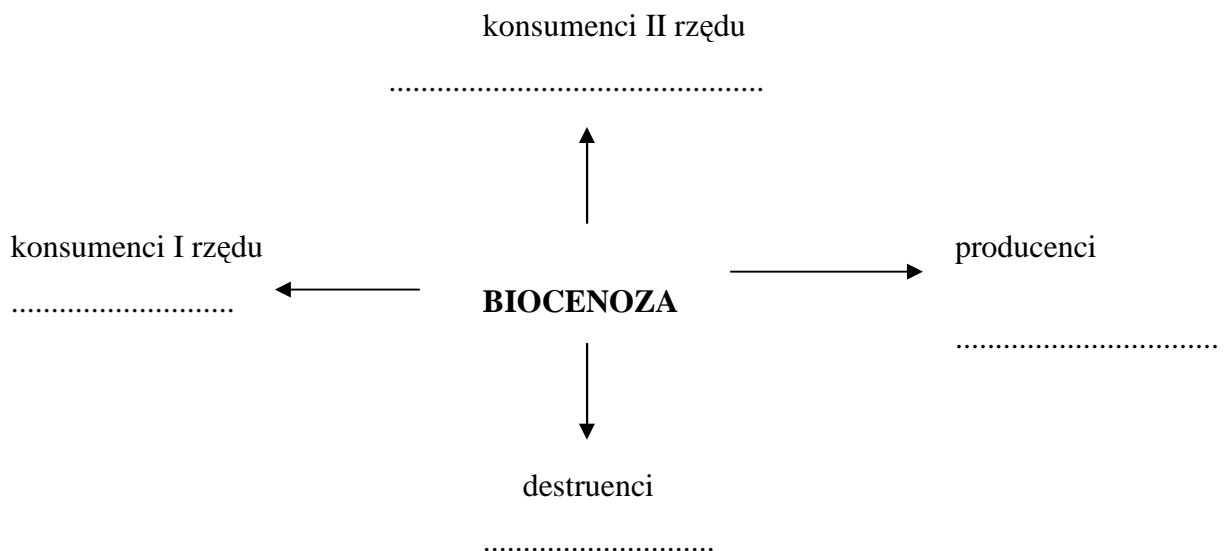 konsumenci II rzędu
................................................
konsumenci I rzędu
producenci
.............................
BIOCENOZA
..................................
destruenci
..............................